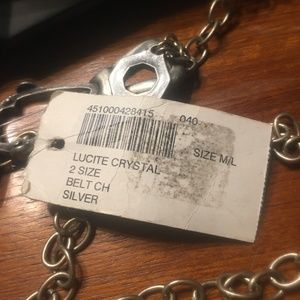 451000428415 040
SIZE M/L
LUCITE CRYSTAL
2 SIZE
BELT CH
SILVER